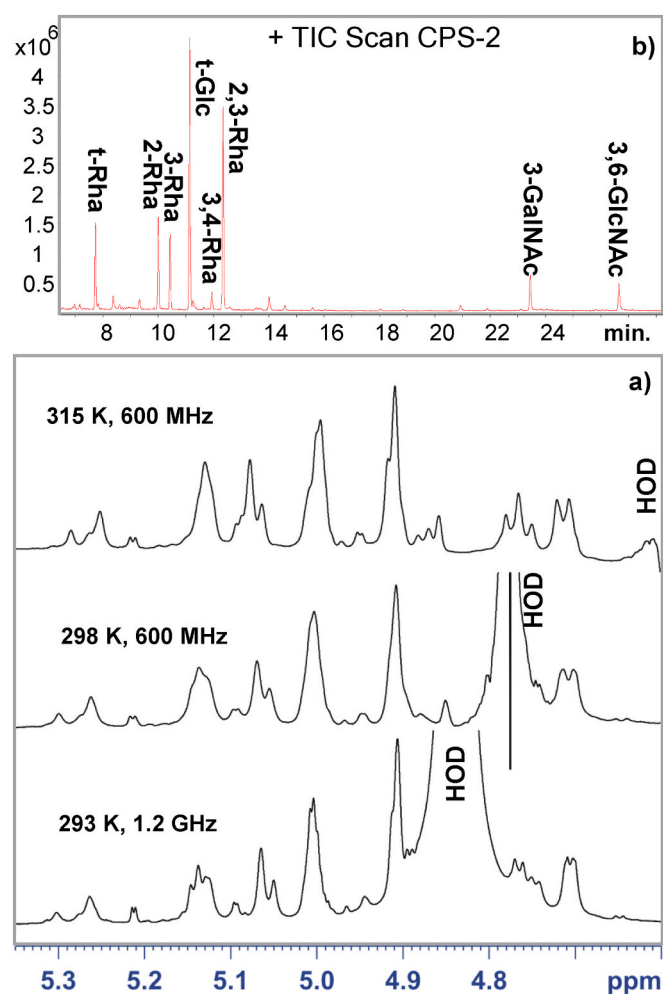 + TIC Scan CPS-2
b)
x10⁶
4
3.5
3
2.5
2
1.5
1
0.5
t-Rha
2-Rha
3-Rha
t-Glc
3,4-Rha
2,3-Rha
3-GalNAc
3,6-GlcNAc
8 10 12 14 16 18 20 22 24 min.
a)
315 K, 600 MHz
HOD
298 K, 600 MHz
HOD
293 K, 1.2 GHz
HOD
5.3 5.2 5.1 5.0 4.9 4.8 ppm